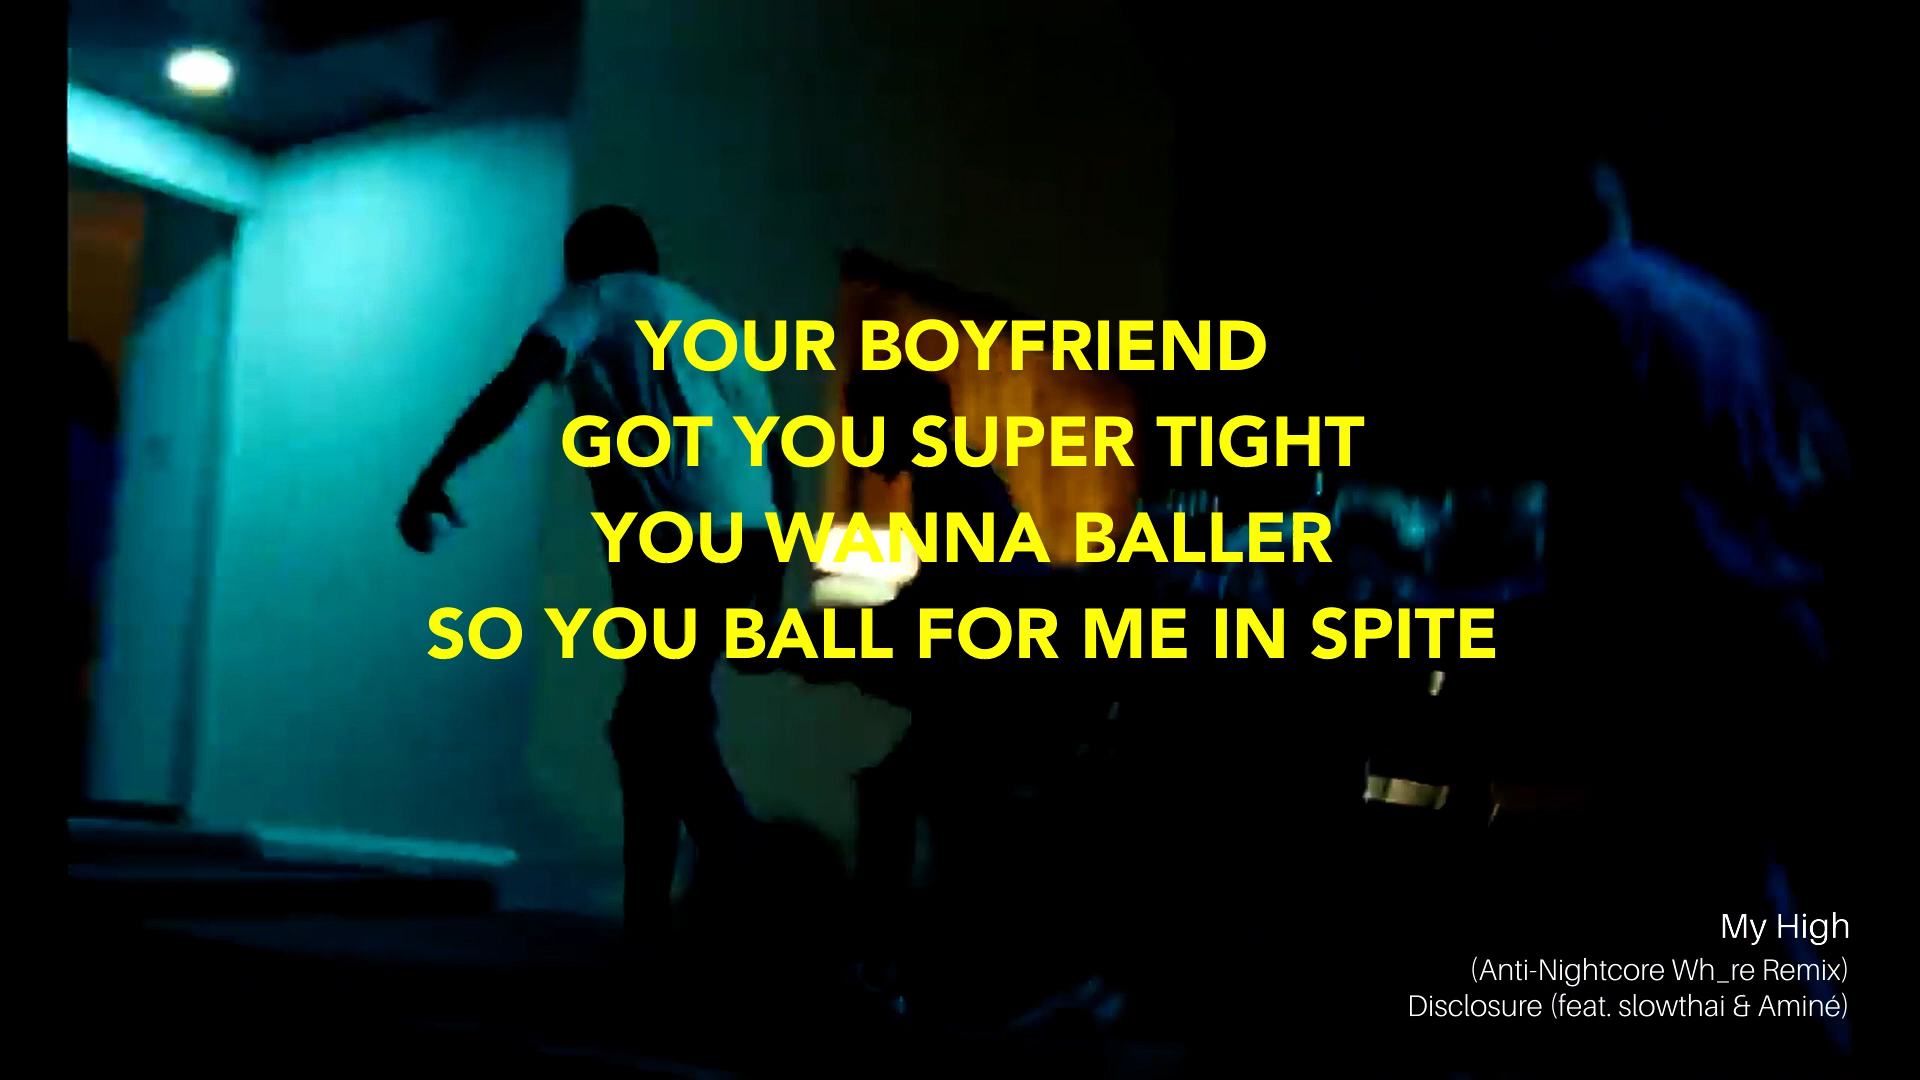 YOUR BOYFRIEND
GOT YOU SUPER TIGHT
YOU WANNA BALLER
SO YOU BALL FOR ME IN SPITE
My High
(Anti-Nightcore Wh_re Remix)
Disclosure (feat. slowthai & Aminé)